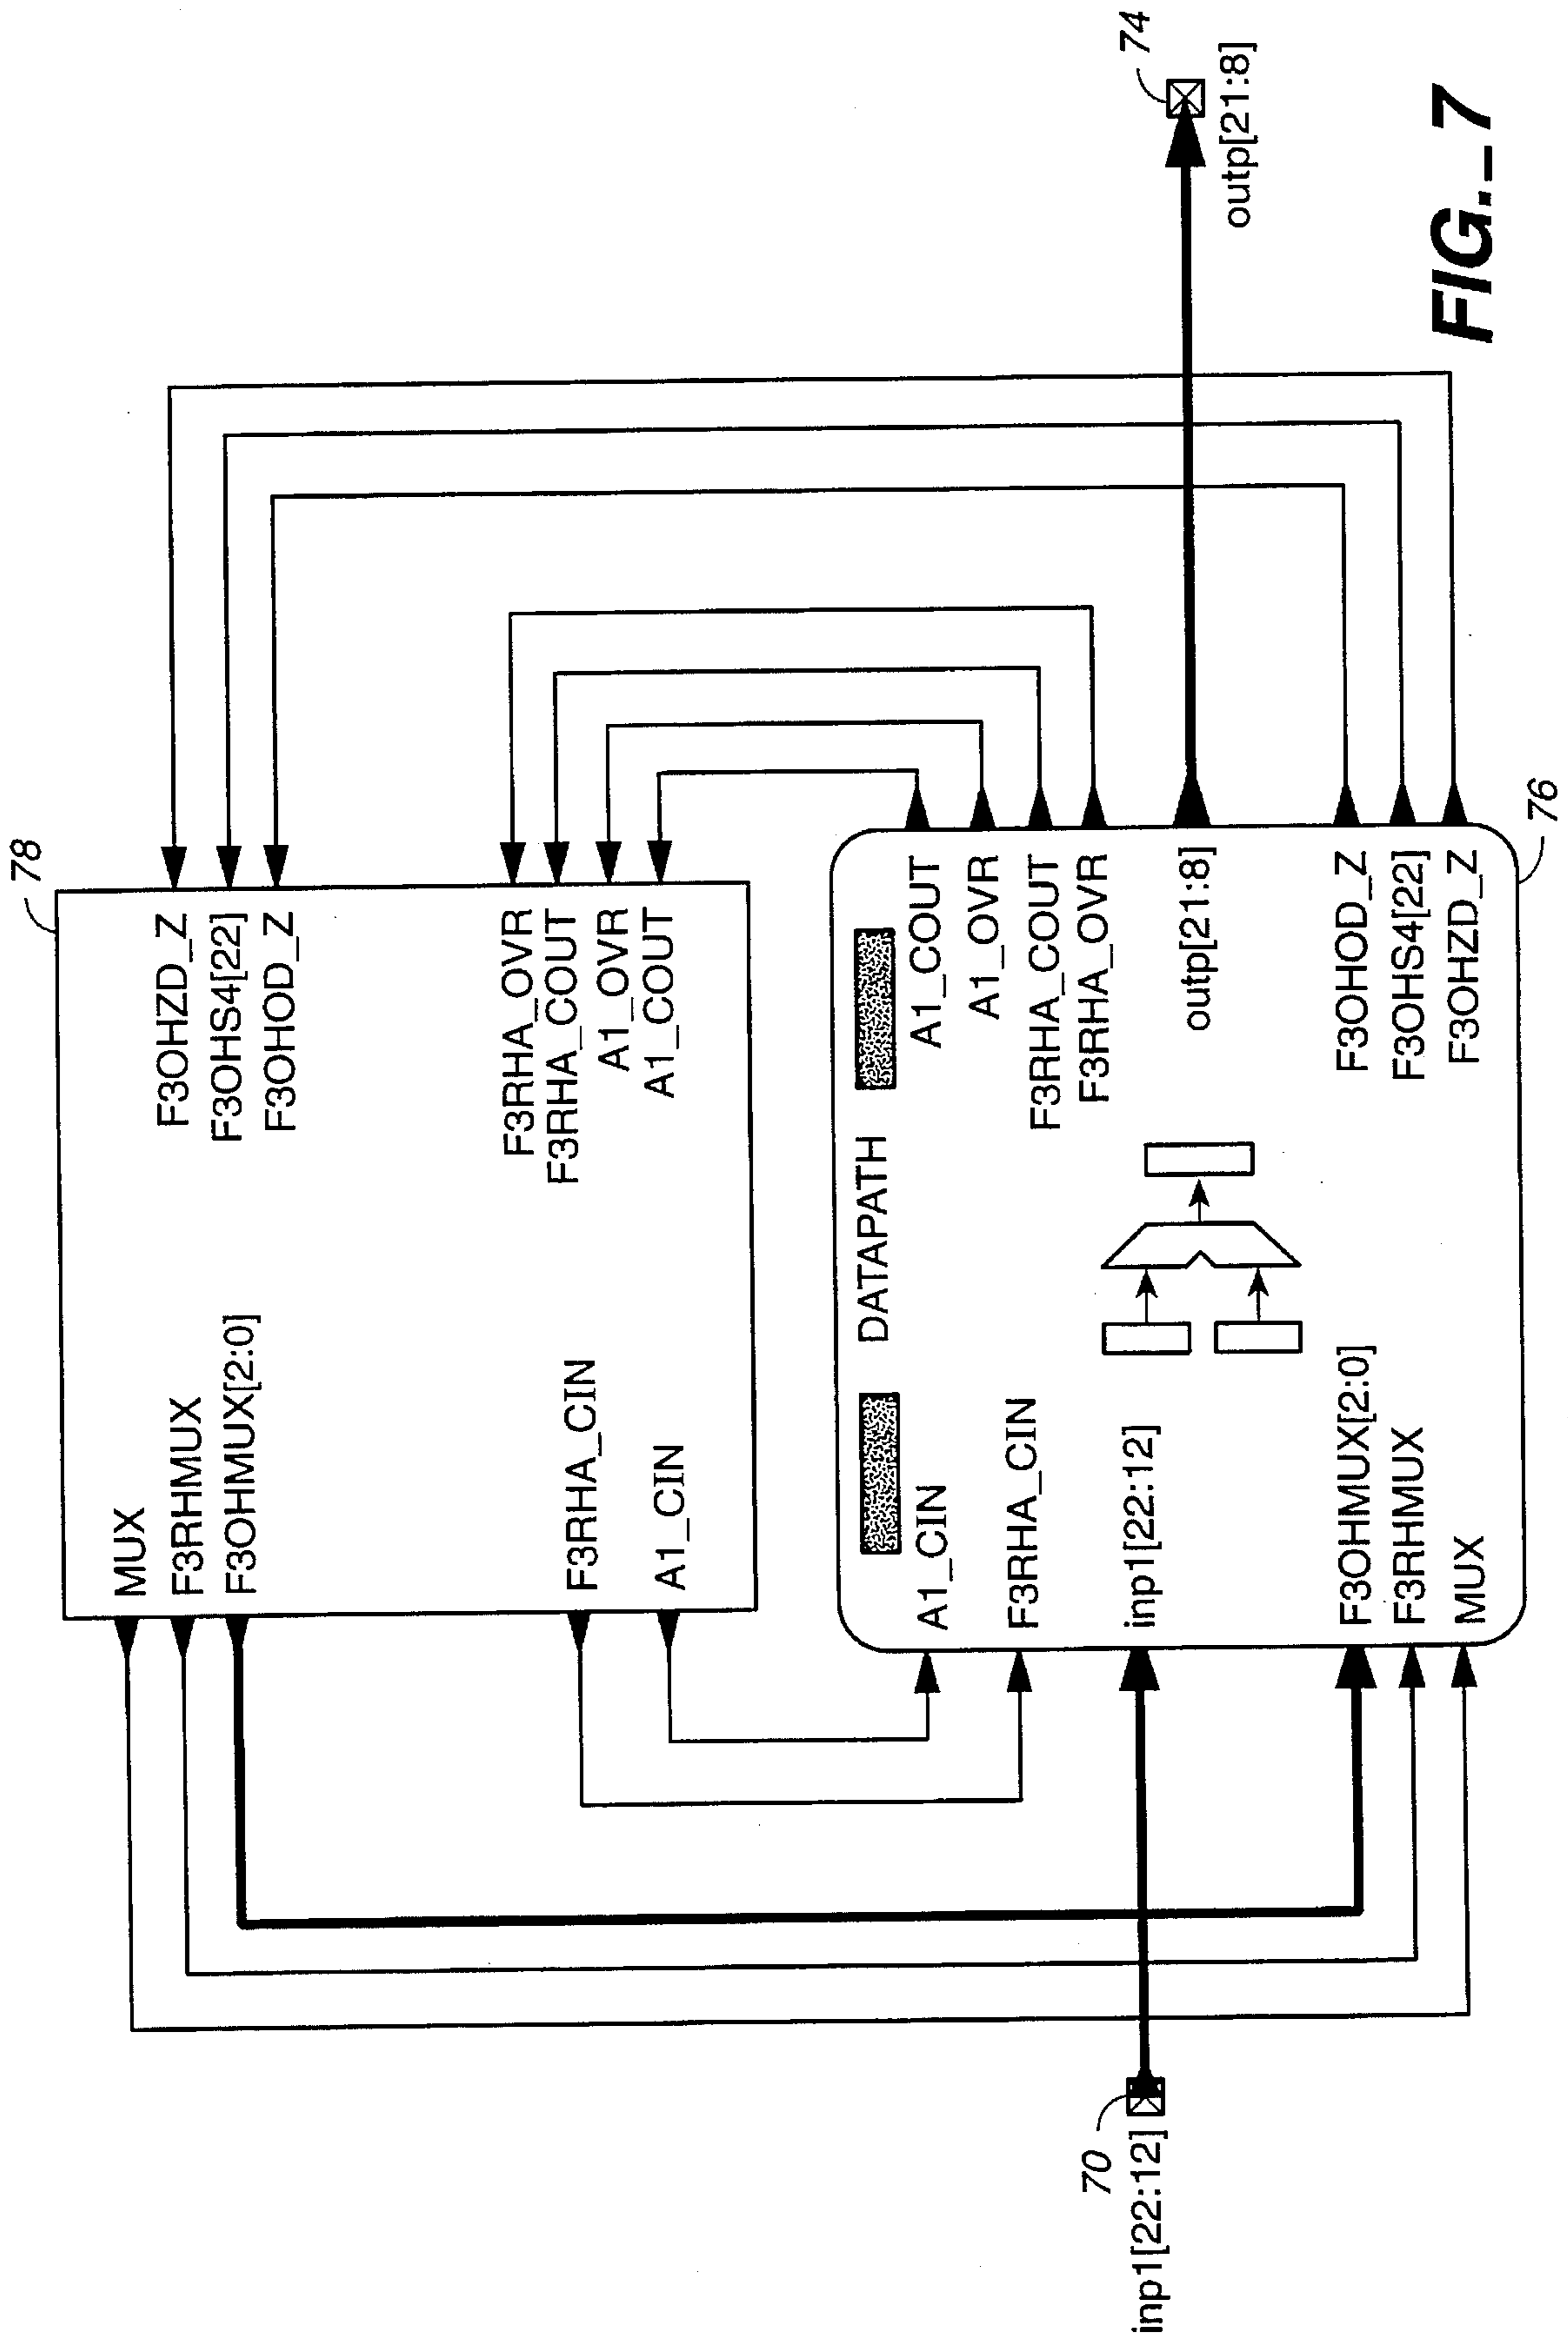 78
MUX
F3RHMUX
F3OHMUX[2:0]
F3RHA_CIN
A1_CIN
F3OHZD_Z
F3OHS4[22]
F3OHOD_Z
F3RHA_OVR
F3RHA_COUT
A1_OVR
A1_COUT
DATAPATH
A1_CIN
F3RHA_CIN
inp1[22:12]
F3OHMUX[2:0]
F3RHMUX
MUX
A1_COUT
A1_OVR
F3RHA_COUT
F3RHA_OVR
outp[21:8]
F3OHOD_Z
F3OHS4[22]
F3OHZD_Z
76
70
inp1[22:12]
74
outp[21:8]
FIG._7